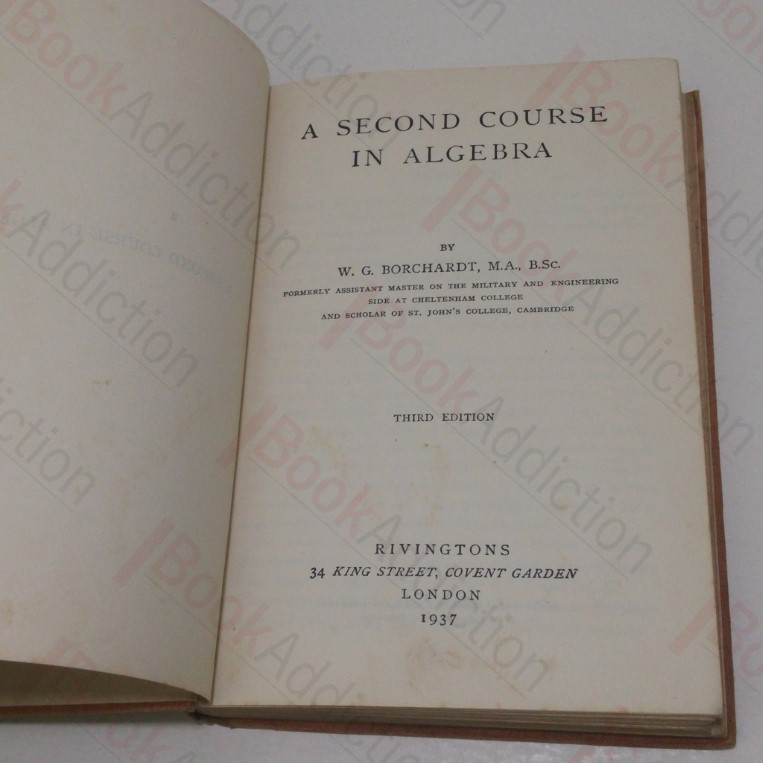 A SECOND COURSE
IN ALGEBRA
BY
W. G. BORCHARDT, M.A., B.Sc.
FORMERLY ASSISTANT MASTER ON THE MILITARY AND ENGINEERING
SIDE AT CHELTENHAM COLLEGE
AND SCHOLAR OF ST. JOHN'S COLLEGE, CAMBRIDGE
THIRD EDITION
RIVINGTONS
34 KING STREET, COVENT GARDEN
LONDON
1937
BookAddiction